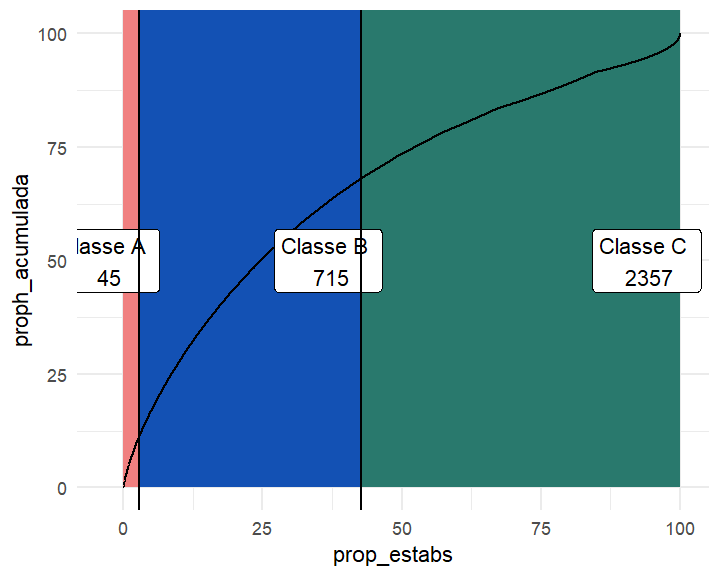 100
75
50
25
0
proph_acumulada
lasse A
45
Classe B
715
Classe C
2357
0
25
50
75
100
prop_estabs